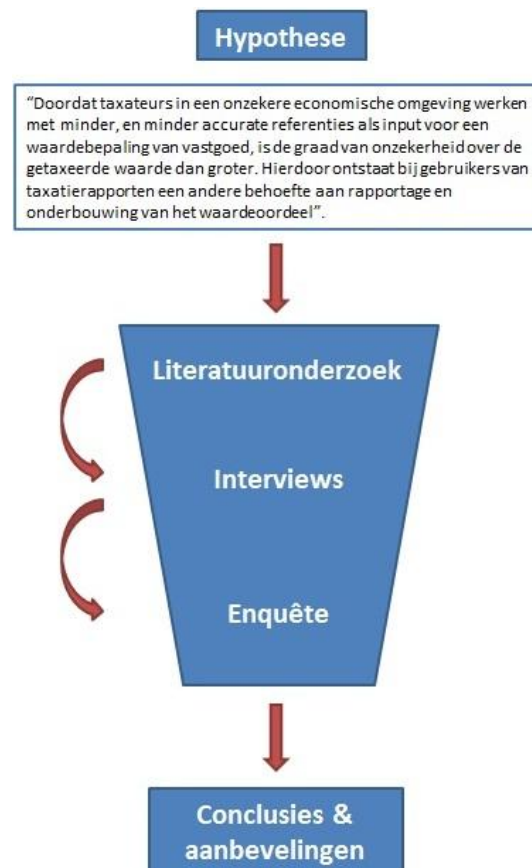 Hypothese
“Doordat taxateurs in een onzekere economische omgeving werken
met minder, en minder accurate referenties als input voor een
waardebepaling van vastgoed, is de graad van onzekerheid over de
getaxeerde waarde dan groter. Hierdoor ontstaat bij gebruikers van
taxatierapporten een andere behoefte aan rapportage en
onderbouwing van het waardeoordeel”.
Literatuuronderzoek
Interviews
Enquête
Conclusies &
aanbevelingen